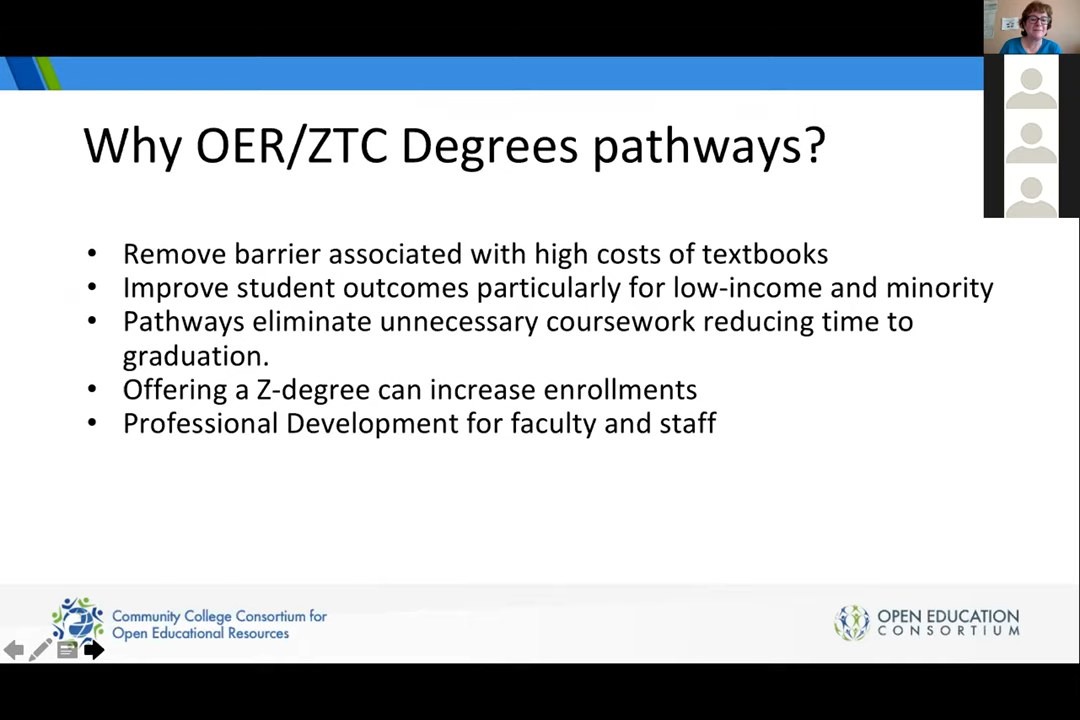 Why OER/ZTC Degrees pathways?
• Remove barrier associated with high costs of textbooks
• Improve student outcomes particularly for low-income and minority
• Pathways eliminate unnecessary coursework reducing time to
graduation.
• Offering a Z-degree can increase enrollments
• Professional Development for faculty and staff
Community College Consortium for
Open Educational Resources
OPEN EDUCATION
CONSORTIUM